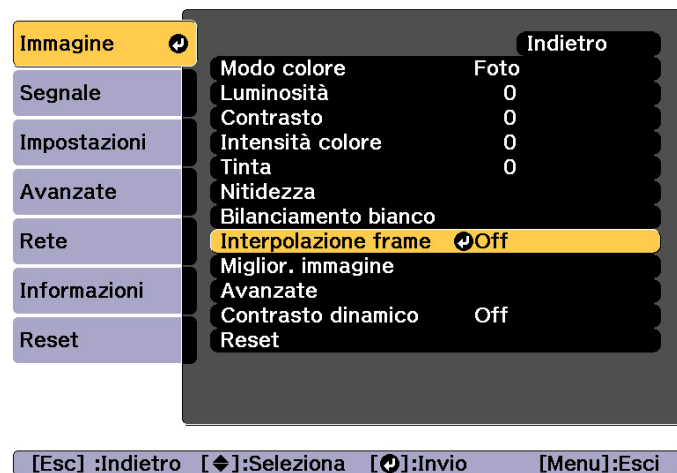 Immagine
Segnale
Impostazioni
Avanzate
Rete
Informazioni
Reset
Indietro
Modo colore Foto
Luminosità 0
Contrasto 0
Intensità colore 0
Tinta 0
Nitidezza
Bilanciamento bianco
Interpolazione frame Off
Miglior. immagine
Avanzate
Contrasto dinamico Off
Reset
[Esc] :Indietro [◆]:Seleziona [↵]:Invio [Menu]:Esci